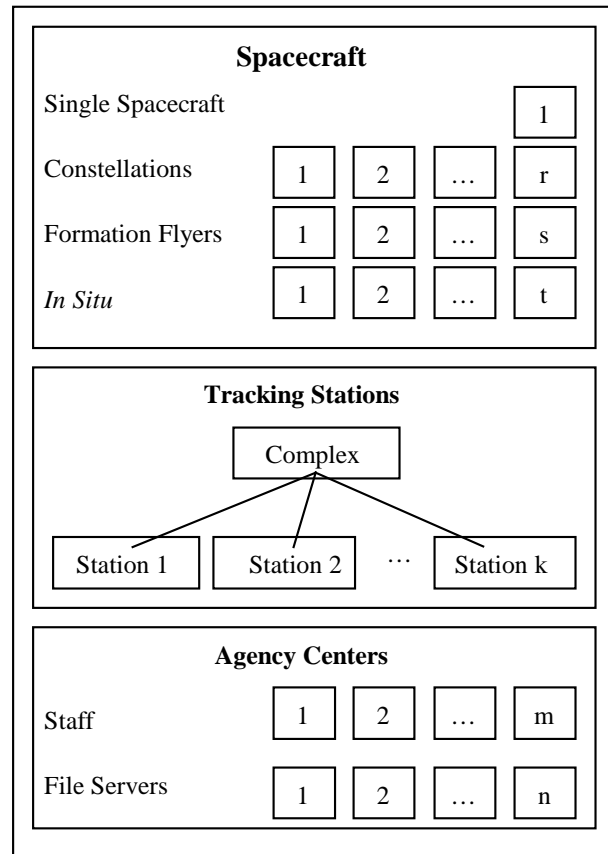 Spacecraft
Single Spacecraft 1
Constellations 1 2 … r
Formation Flyers 1 2 … s
In Situ 1 2 … t
Tracking Stations
Complex
Station 1 Station 2 … Station k
Agency Centers
Staff 1 2 … m
File Servers 1 2 … n